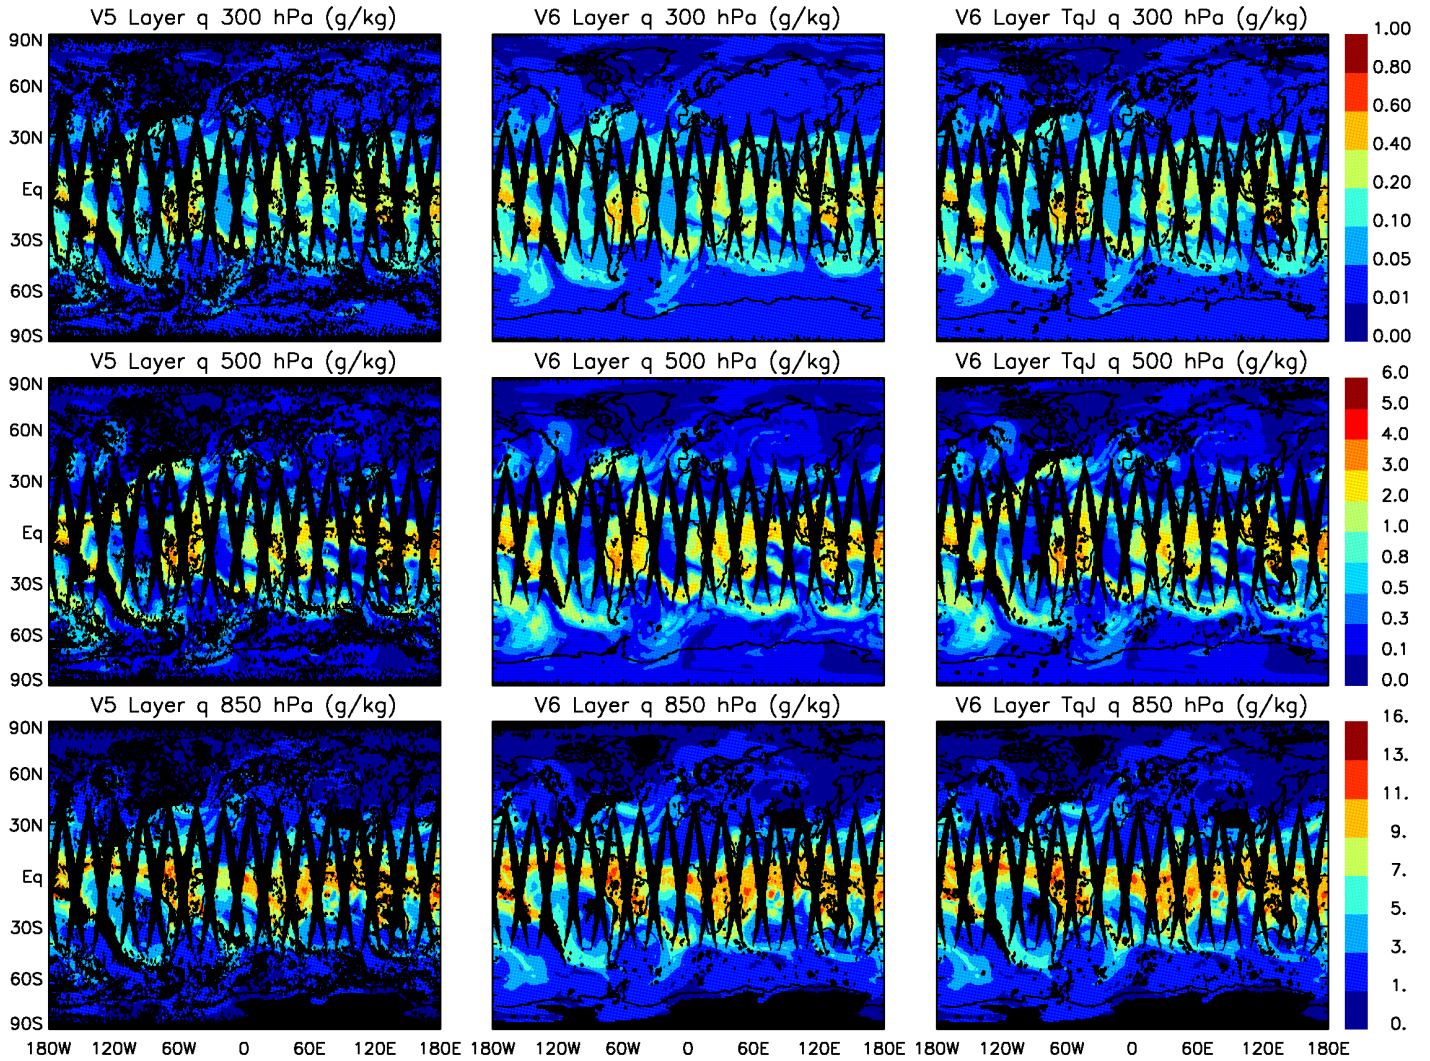 V5 Layer q 300 hPa (g/kg)
V6 Layer q 300 hPa (g/kg)
V6 Layer TqJ q 300 hPa (g/kg)
90N
60N
30N
Eq
30S
60S
90S
1.00
0.80
0.60
0.40
0.20
0.10
0.05
0.01
0.00
V5 Layer q 500 hPa (g/kg)
V6 Layer q 500 hPa (g/kg)
V6 Layer TqJ q 500 hPa (g/kg)
90N
60N
30N
Eq
30S
60S
90S
6.0
5.0
4.0
3.0
2.0
1.0
0.8
0.5
0.3
0.1
0.0
V5 Layer q 850 hPa (g/kg)
V6 Layer q 850 hPa (g/kg)
V6 Layer TqJ q 850 hPa (g/kg)
90N
60N
30N
Eq
30S
60S
90S
16.
13.
11.
9.
7.
5.
3.
1.
0.
180W 120W 60W 0 60E 120E 180E
180W 120W 60W 0 60E 120E 180E
180W 120W 60W 0 60E 120E 180E